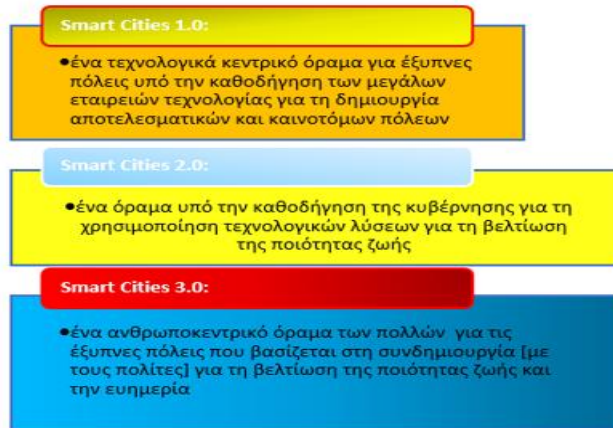 Smart Cities 1.0:
•ένα τεχνολογικά κεντρικό όραμα για έξυπνες
πόλεις υπό την καθοδήγηση των μεγάλων
εταιρειών τεχνολογίας για τη δημιουργία
αποτελεσματικών και καινοτόμων πόλεων
Smart Cities 2.0:
•ένα όραμα υπό την καθοδήγηση της κυβέρνησης για τη
χρησιμοποίηση τεχνολογικών λύσεων για τη βελτίωση
της ποιότητας ζωής
Smart Cities 3.0:
•ένα ανθρωποκεντρικό όραμα των πολλών για τις
έξυπνες πόλεις που βασίζεται στη συνδημιουργία [με
τους πολίτες] για τη βελτίωση της ποιότητας ζωής και
την ευημερία